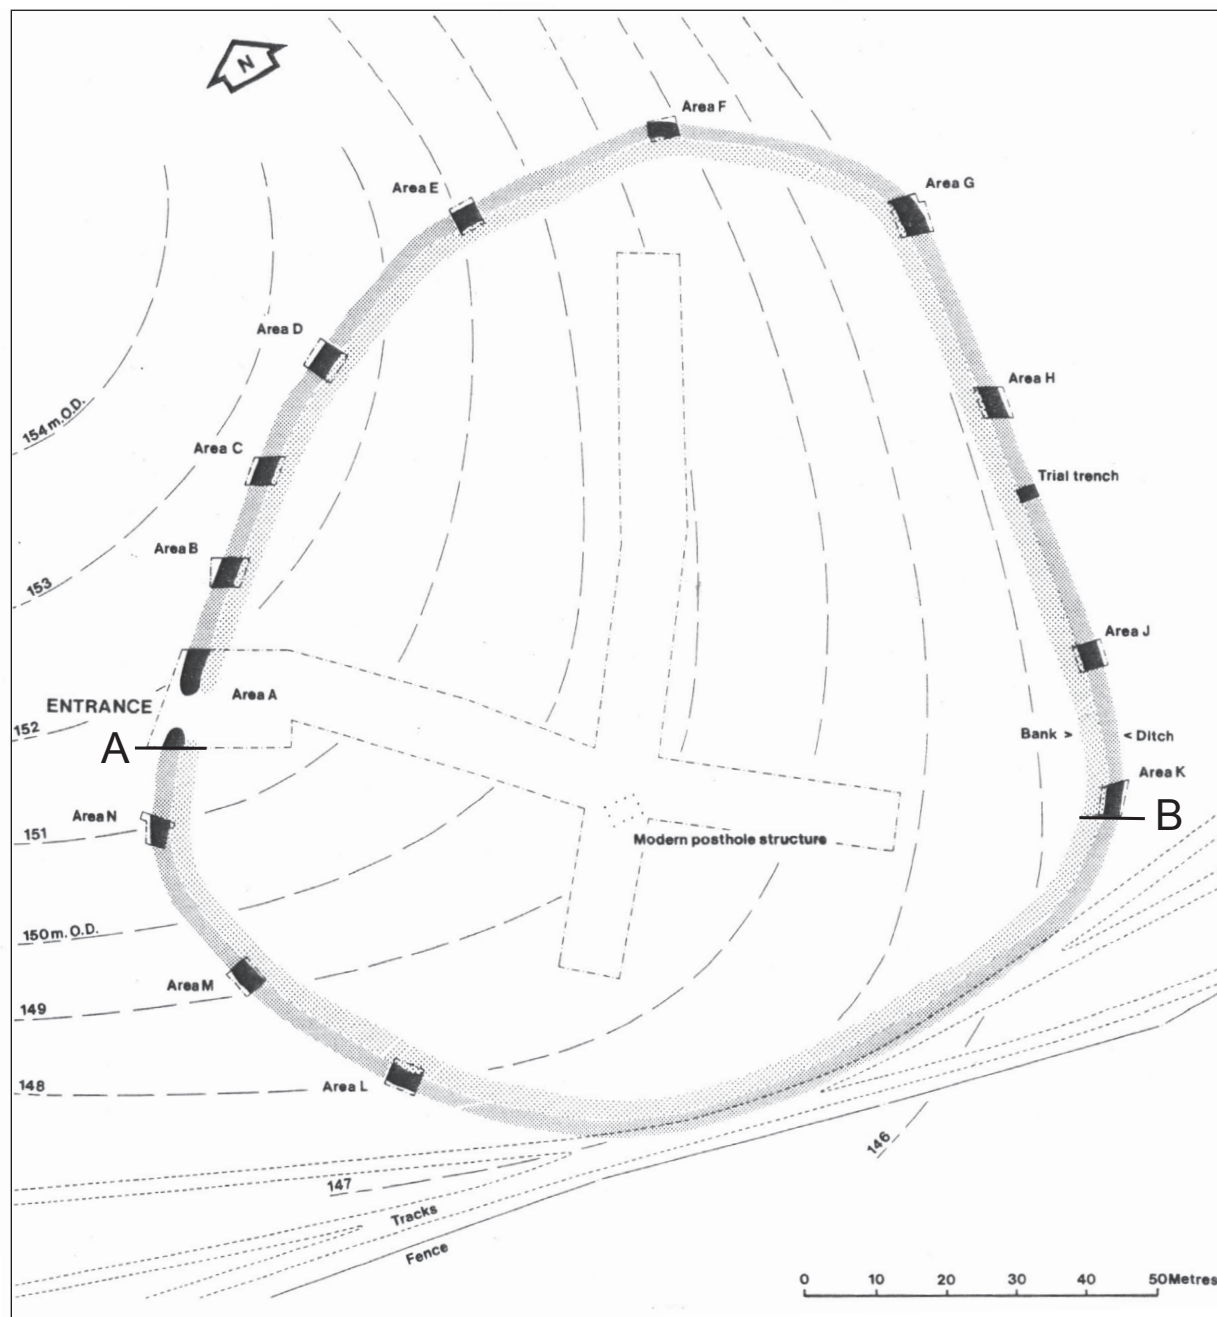 N
Area F
Area G
Area E
Area D
Area H
154 m.O.D.
Area C
Trial trench
Area B
153
Area J
Area A
ENTRANCE
152
A
Bank >
< Ditch
Area K
Area N
B
151
Modern posthole structure
150 m. O.D.
Area M
149
148
Area L
146
147
Tracks
Fence
0 10 20 30 40 50 Metres